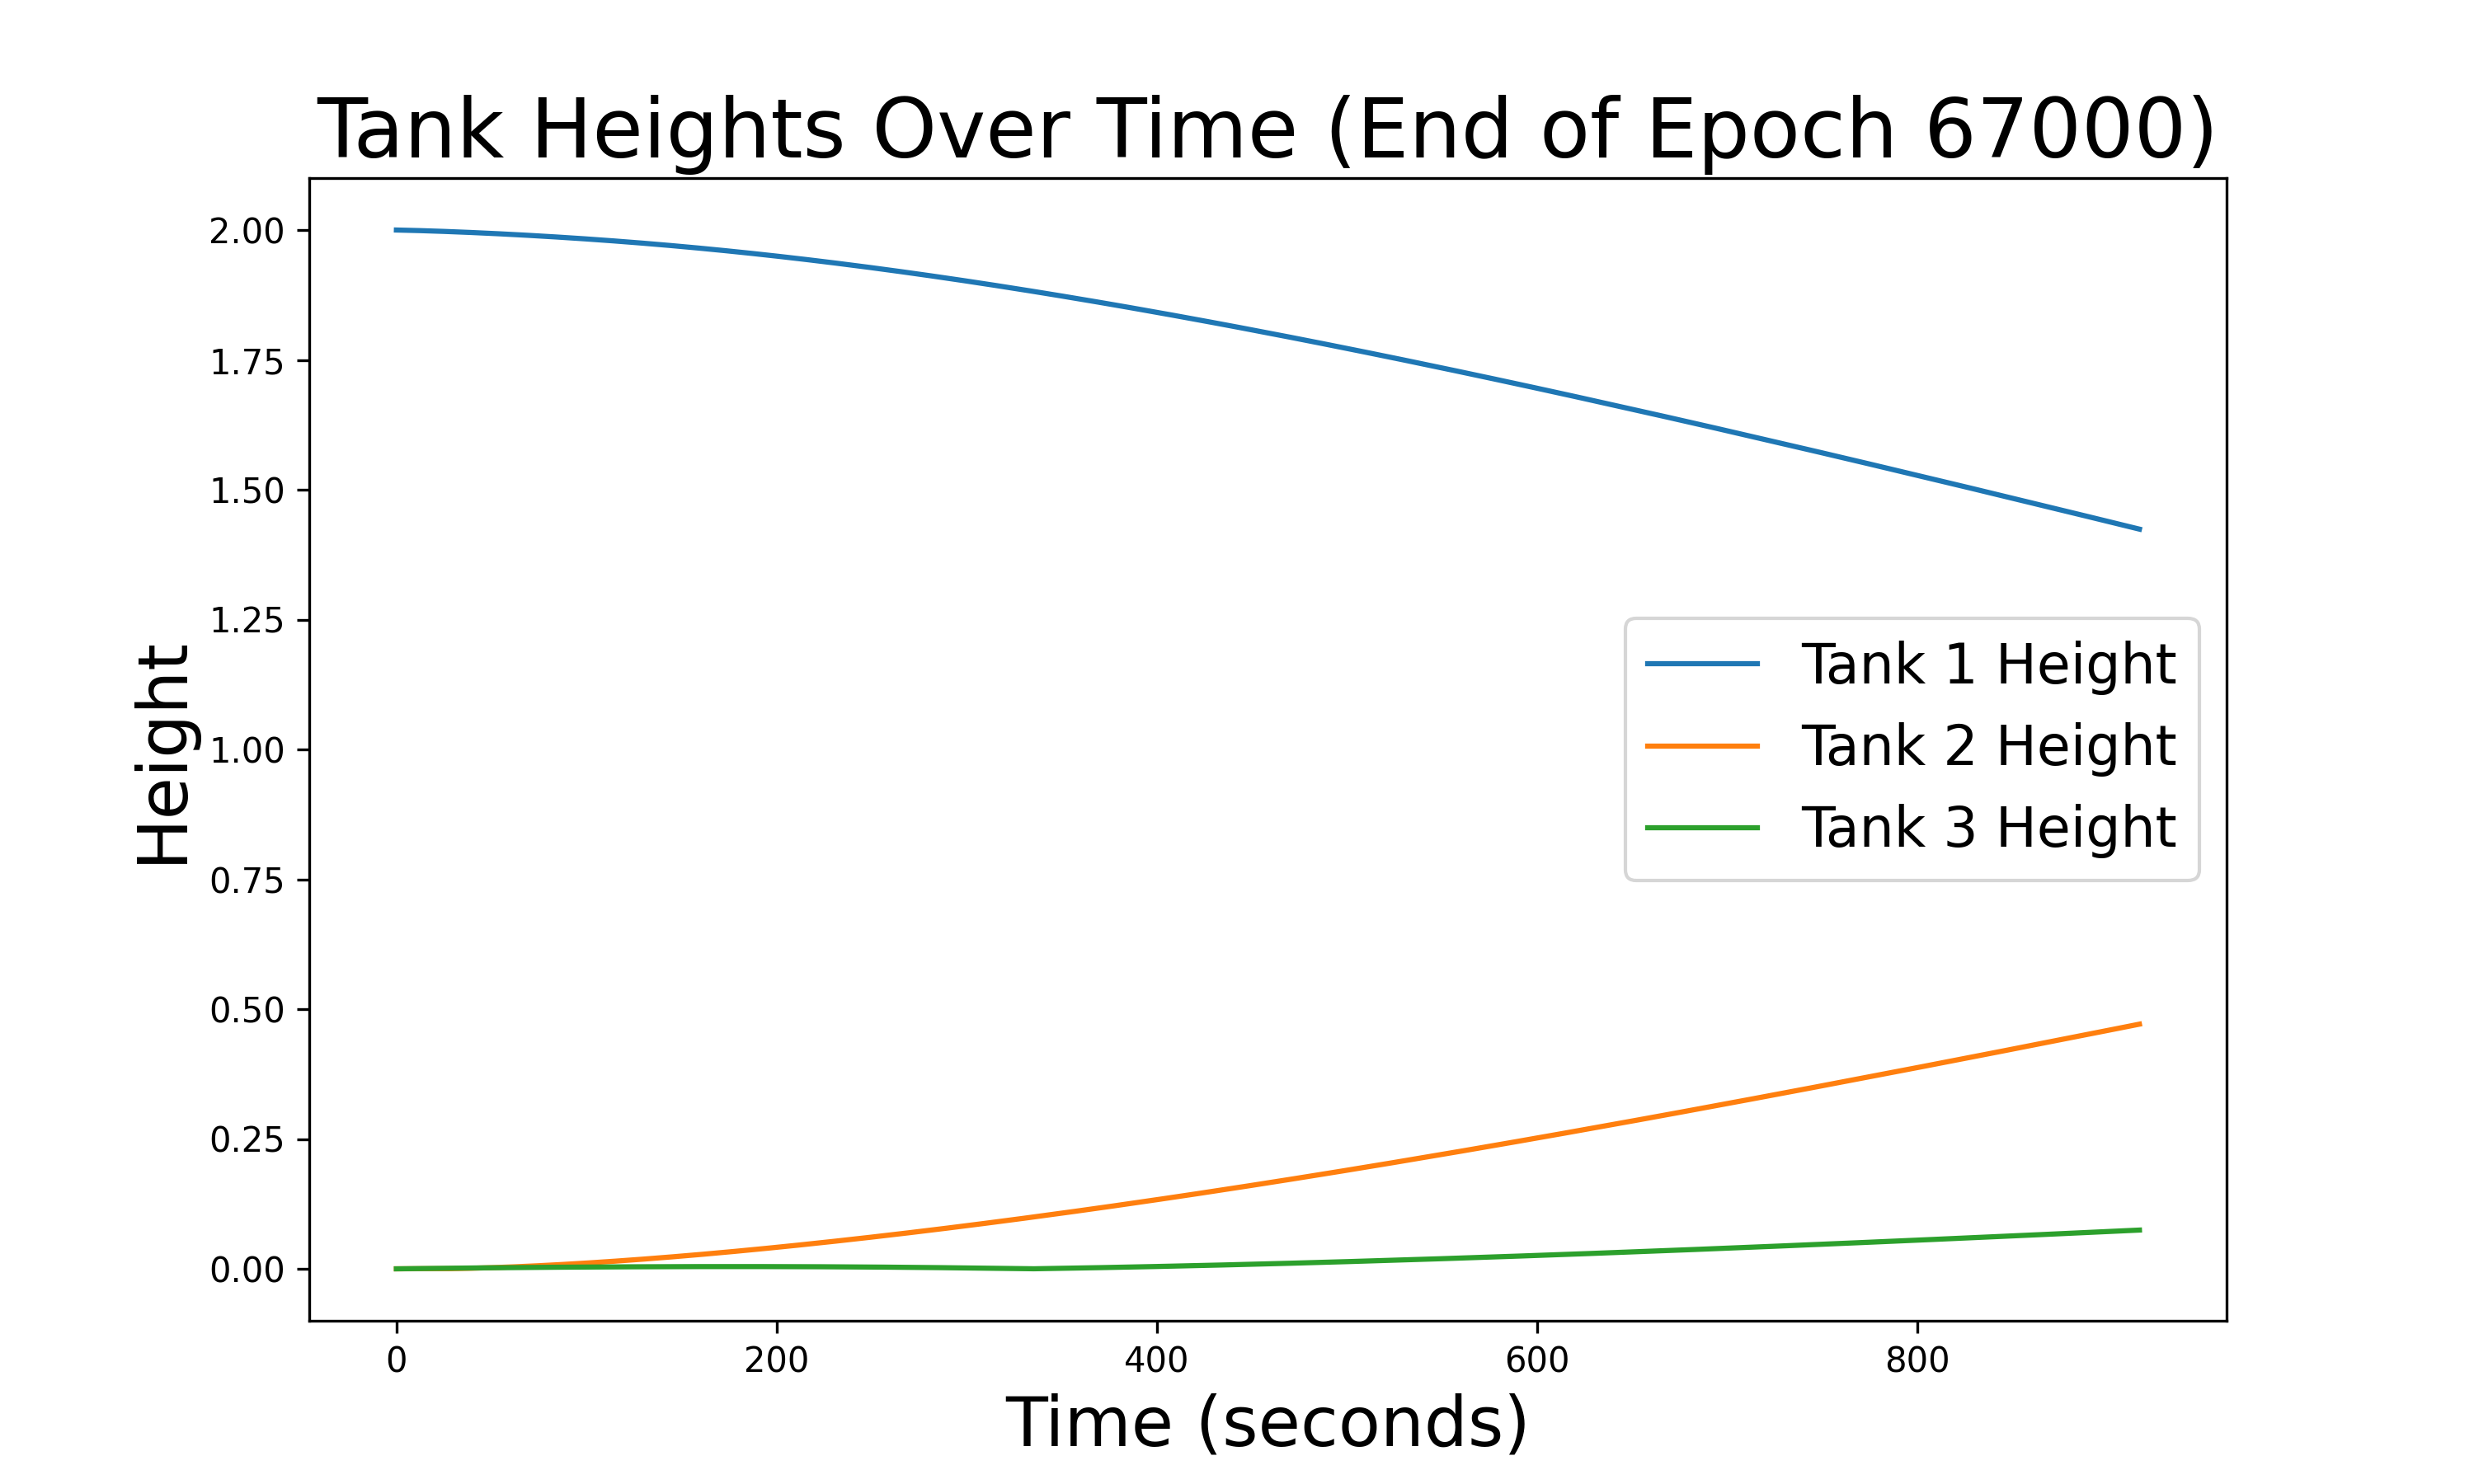 Tank Heights Over Time (End of Epoch 67000)
2.00
1.75
1.50
1.25
1.00
0.75
0.50
0.25
0.00
Height
Tank 1 Height
Tank 2 Height
Tank 3 Height
0 200 400 600 800
Time (seconds)